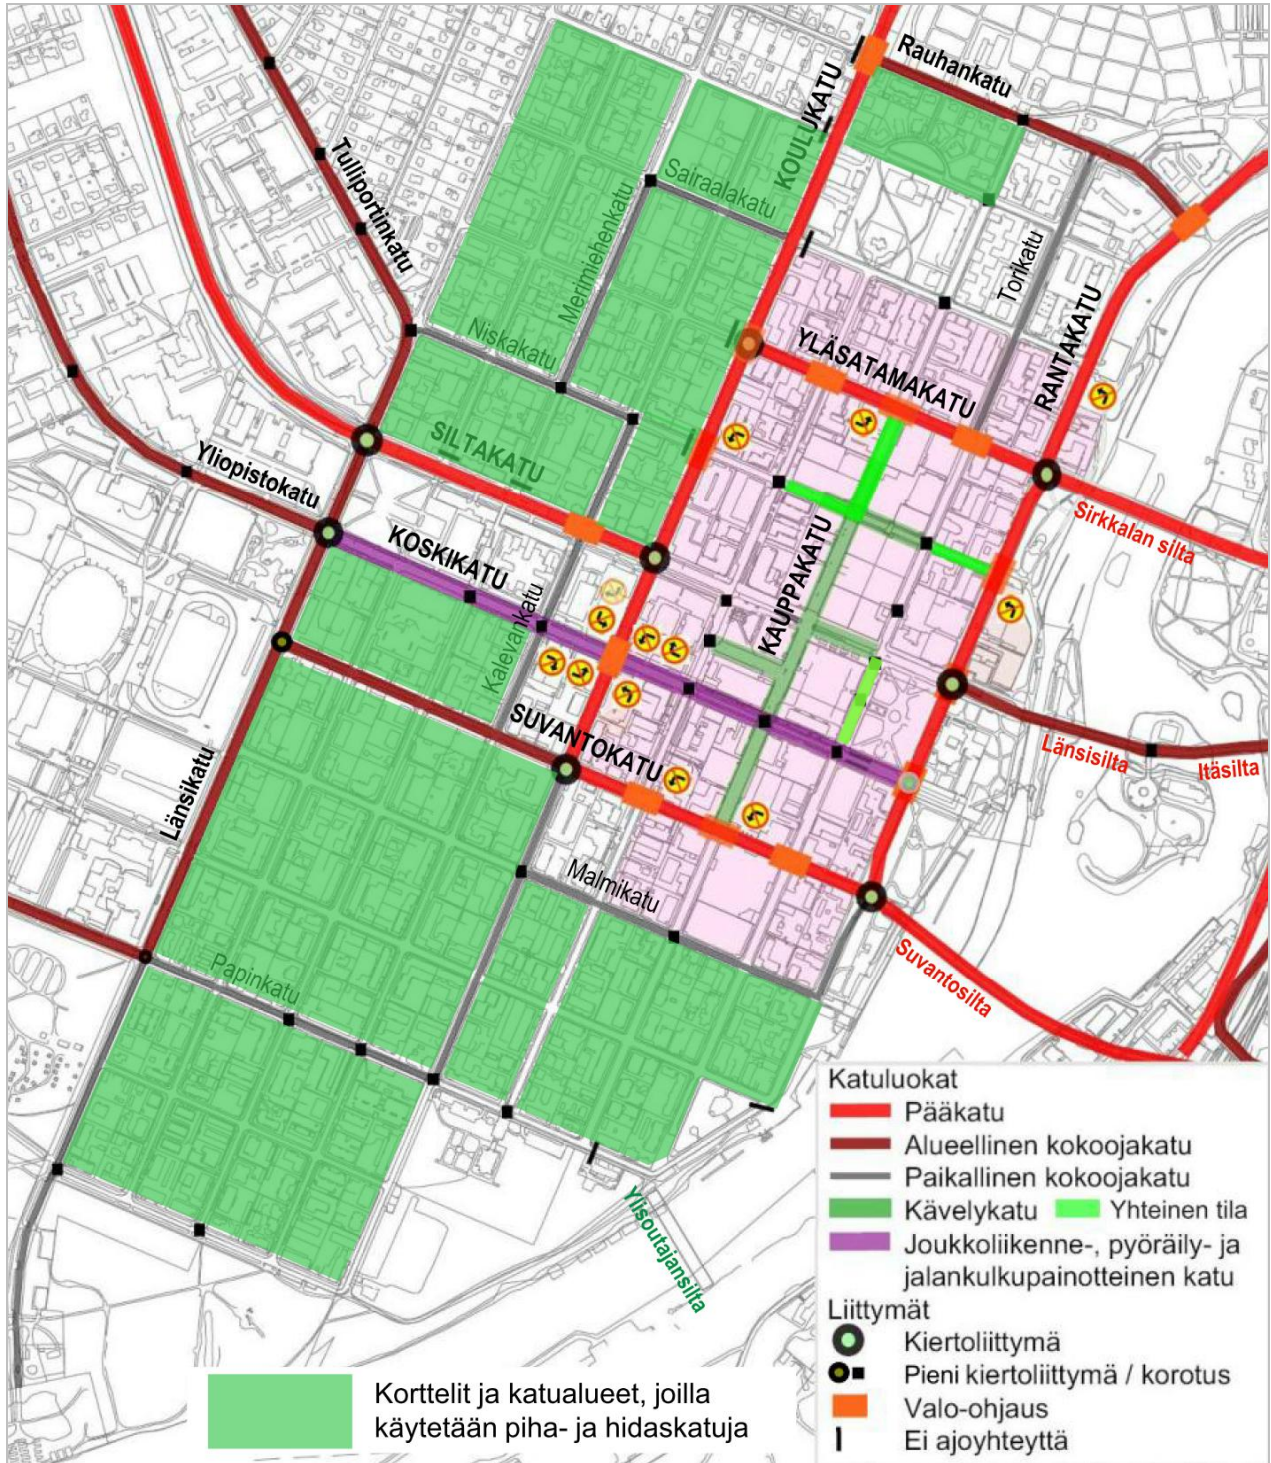 Rauhankatu
KOULUKATU
Tulliportinkatu
Sairaalakatu
Merimiehenkatu
Torikatu
RANTAKATU
Niskakatu
YLÄSATAMAKATU
SILTAKATU
Yliopistokatu
KOSKIKATU
KAUPPAKATU
Sirkkalan silta
Kalevankatu
SUVANTOKATU
Länsisilta
Itäsilta
Länsikatu
Malmikatu
Suvantosilta
Papinkatu
Ylisoutajansilta
Katuluokat
Pääkatu
Alueellinen kokoojakatu
Paikallinen kokoojakatu
Kävelykatu
Yhteinen tila
Joukkoliikenne-, pyöräily- ja
jalankulkupainotteinen katu
Liittymät
Kiertoliittymä
Pieni kiertoliittymä / korotus
Valo-ohjaus
Ei ajoyhteyttä
Korttelit ja katualueet, joilla
käytetään piha- ja hidaskatuja